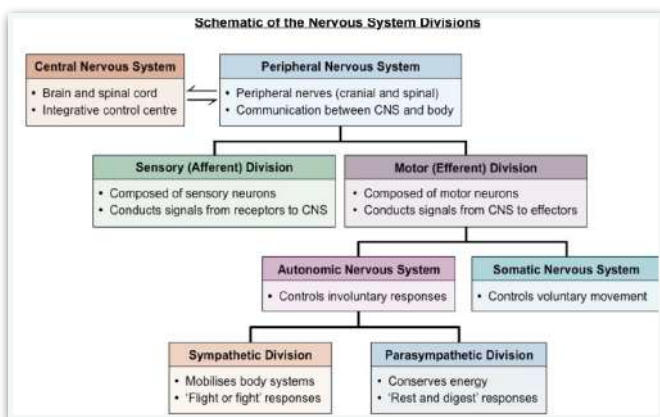 Schematic of the Nervous System Divisions
Central Nervous System
• Brain and spinal cord
• Integrative control centre
Peripheral Nervous System
• Peripheral nerves (cranial and spinal)
• Communication between CNS and body
Sensory (Afferent) Division
• Composed of sensory neurons
• Conducts signals from receptors to CNS
Motor (Efferent) Division
• Composed of motor neurons
• Conducts signals from CNS to effectors
Autonomic Nervous System
• Controls involuntary responses
Somatic Nervous System
• Controls voluntary movement
Sympathetic Division
• Mobilises body systems
• 'Flight or fight' responses
Parasympathetic Division
• Conserves energy
• 'Rest and digest' responses